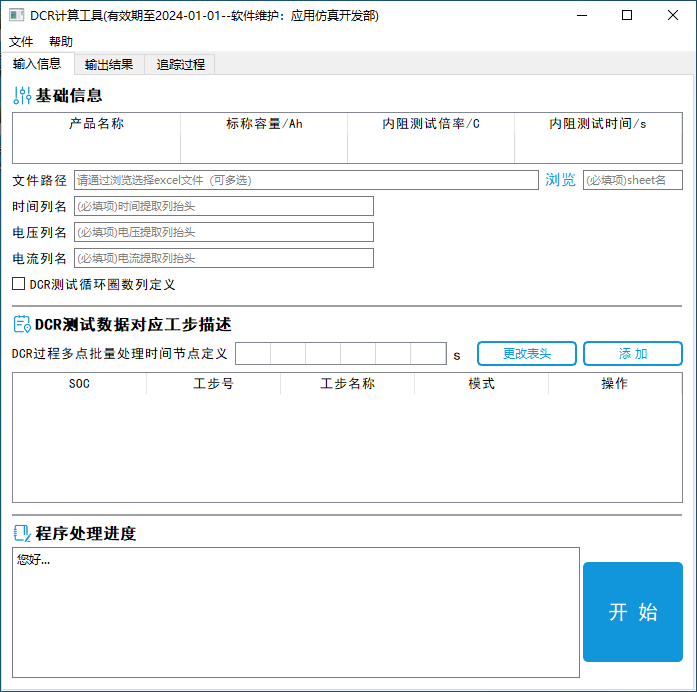 DCR计算工具(有效期至2024-01-01--软件维护：应用仿真开发部)
文件 帮助
输入信息 输出结果 追踪过程
基础信息
产品名称 标称容量/Ah 内阻测试倍率/C 内阻测试时间/s
文件路径 请通过浏览选择excel文件（可多选） 浏览 (必填项)sheet名
时间列名 (必填项)时间提取列抬头
电压列名 (必填项)电压提取列抬头
电流列名 (必填项)电流提取列抬头
DCR测试循环圈数列定义
DCR测试数据对应工步描述
DCR过程多点批量处理时间节点定义 s 更改表头 添 加
SOC 工步号 工步名称 模式 操作
程序处理进度
您好...
开 始